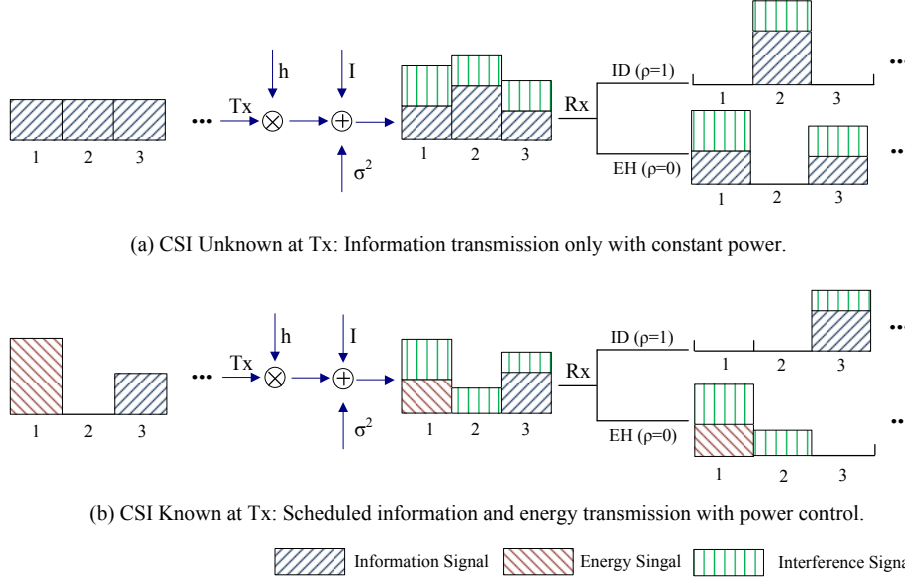 h
I
ID (ρ=1)
1 2 3
Tx
Rx
1 2 3
1 2 3
σ²
EH (ρ=0)
1 2 3
(a) CSI Unknown at Tx: Information transmission only with constant power.
h
I
ID (ρ=1)
1 2 3
Tx
Rx
1 2 3
1 2 3
σ²
EH (ρ=0)
1 2 3
(b) CSI Known at Tx: Scheduled information and energy transmission with power control.
Information Signal Energy Singal Interference Signa